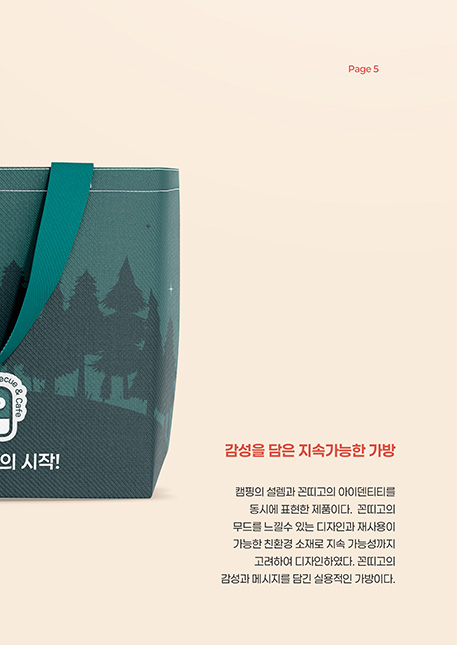 Page 5
ecue & Cafe
의 시작!
감성을 담은 지속가능한 가방
캠핑의 설렘과 꼰띠고의 아이덴티티를
동시에 표현한 제품이다. 꼰띠고의
무드를 느낄수 있는 디자인과 재사용이
가능한 친환경 소재로 지속 가능성까지
고려하여 디자인하였다. 꼰띠고의
감성과 메시지를 담긴 실용적인 가방이다.